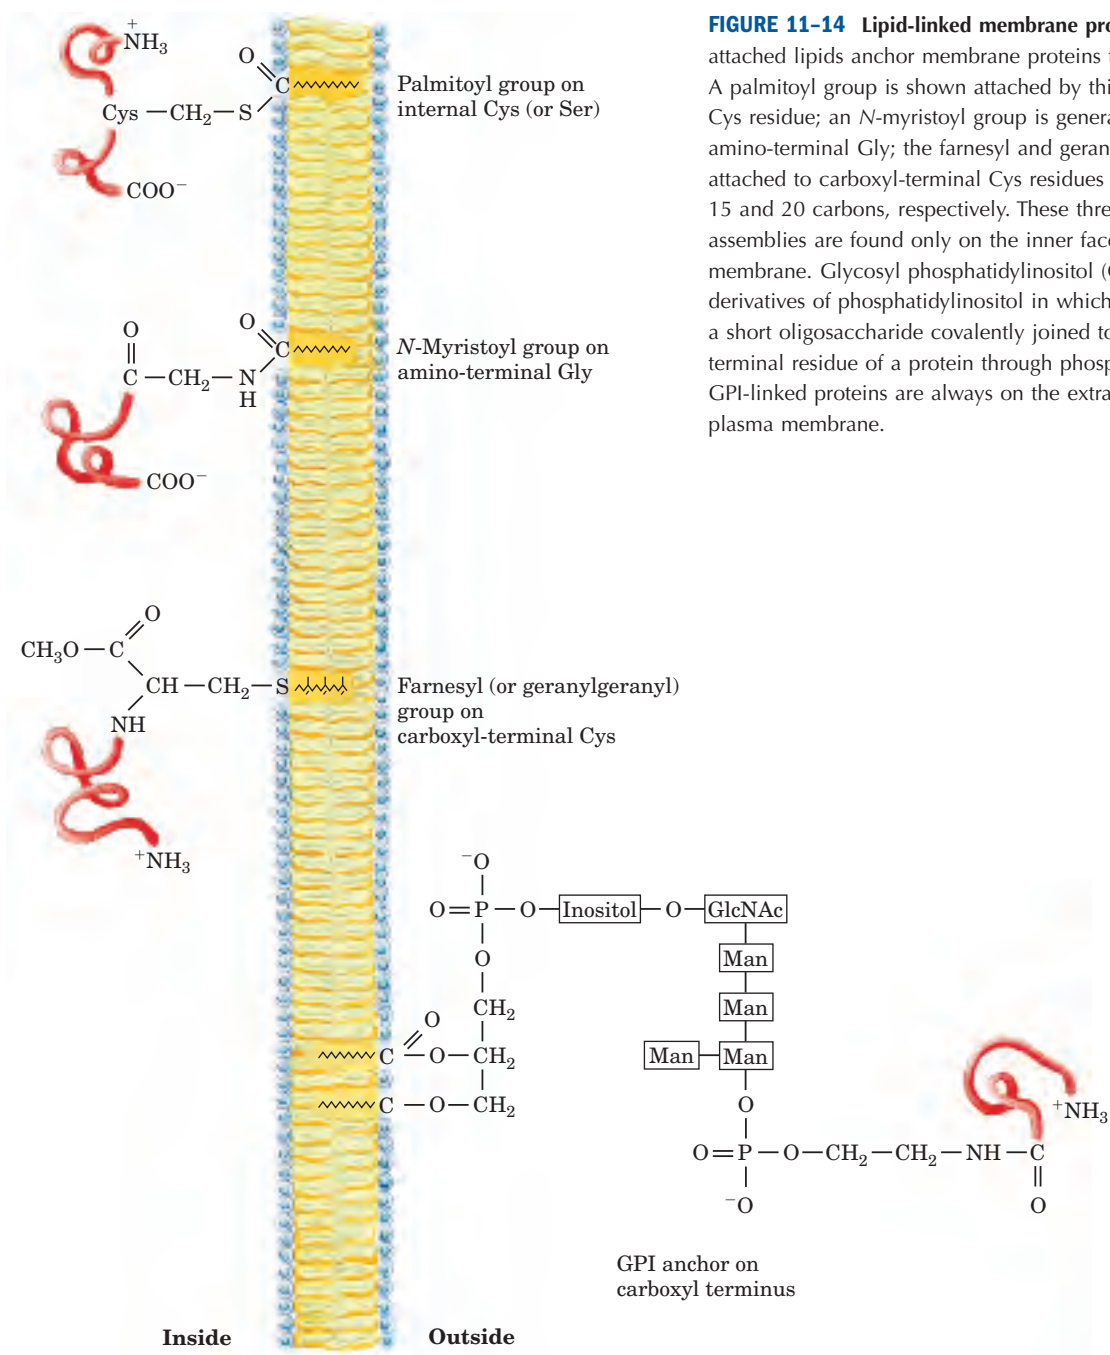 FIGURE 11–14 Lipid-linked membrane pro
attached lipids anchor membrane proteins t
A palmitoyl group is shown attached by thi
Cys residue; an N-myristoyl group is genera
amino-terminal Gly; the farnesyl and geran
attached to carboxyl-terminal Cys residues
15 and 20 carbons, respectively. These thre
assemblies are found only on the inner face
membrane. Glycosyl phosphatidylinositol (
derivatives of phosphatidylinositol in which
a short oligosaccharide covalently joined to
terminal residue of a protein through phosp
GPI-linked proteins are always on the extra
plasma membrane.
+NH₃
O
C
Cys — CH₂ — S
COO⁻
Palmitoyl group on
internal Cys (or Ser)
O O
C — CH₂ — N C
H
COO⁻
N-Myristoyl group on
amino-terminal Gly
O
CH₃O — C
CH — CH₂ — S
NH
+NH₃
Farnesyl (or geranylgeranyl)
group on
carboxyl-terminal Cys
⁻O
O=P — O — Inositol — O — GlcNAc
O Man
CH₂ Man
O
C — O — CH₂ Man — Man
C — O — CH₂ O
+NH₃
O=P — O — CH₂ — CH₂ — NH — C
⁻O O
GPI anchor on
carboxyl terminus
Inside Outside